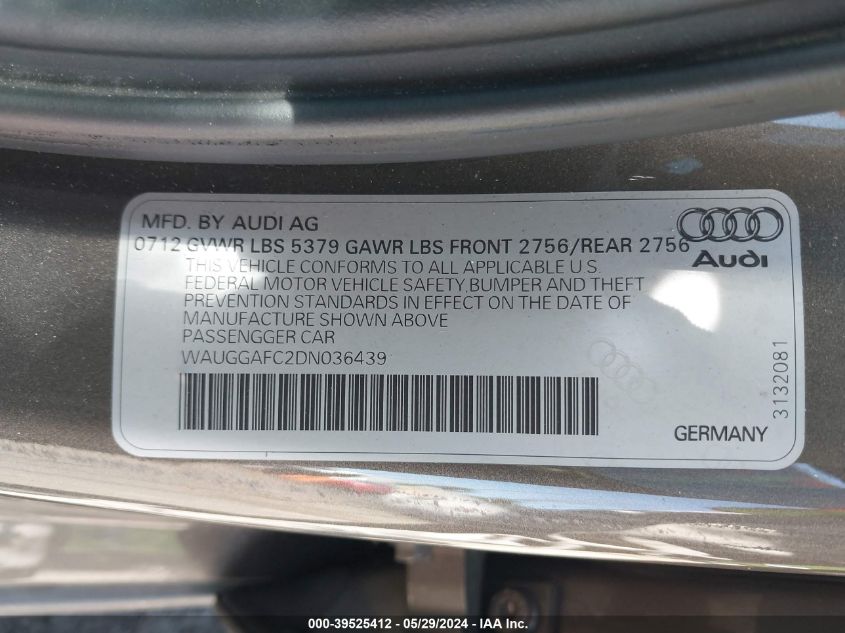 MFD. BY AUDI AG
0712 GVWR LBS 5379 GAWR LBS FRONT 2756/REAR 2756
Audi
THIS VEHICLE CONFORMS TO ALL APPLICABLE U.S.
FEDERAL MOTOR VEHICLE SAFETY,BUMPER AND THEFT
PREVENTION STANDARDS IN EFFECT ON THE DATE OF
MANUFACTURE SHOWN ABOVE
PASSENGGER CAR
WAUGGAFC2DN036439
3132081
GERMANY
000-39525412 - 05/29/2024 - IAA Inc.